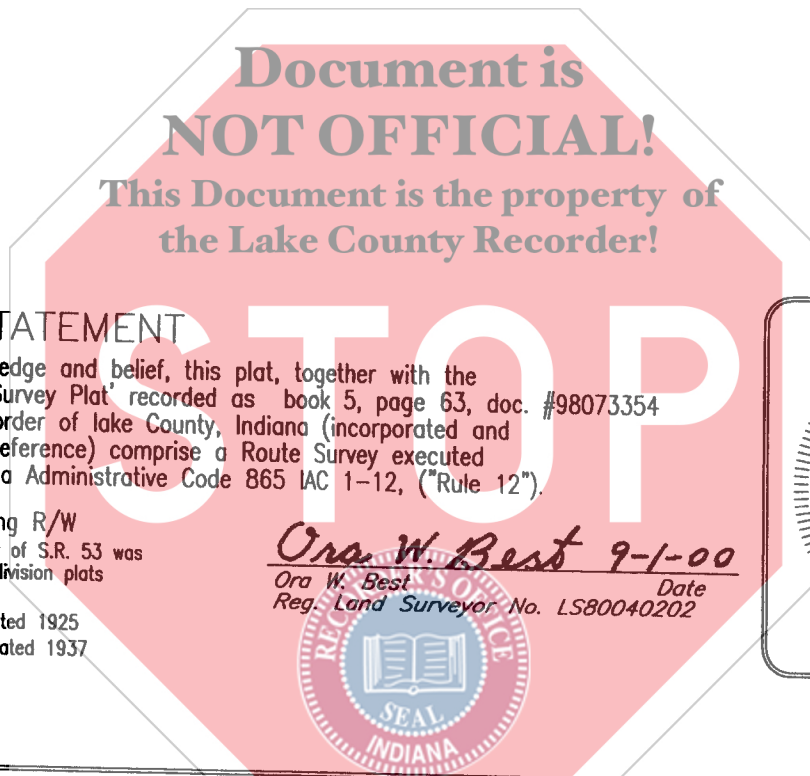 Document is
NOT OFFICIAL!
This Document is the property of
the Lake County Recorder!
STOP
TATEMENT
edge and belief, this plat, together with the
Survey Plat' recorded as book 5, page 63, doc. #98073354
order of lake County, Indiana (incorporated and
eference) comprise a Route Survey executed
a Administrative Code 865 IAC 1-12, ("Rule 12").
ng R/W
of S.R. 53 was
division plats
ted 1925
ated 1937
Ora W. Best 9-1-00
Ora W. Best Date
Reg. Land Surveyor No. LS80040202
RECORDER'S OFFICE
SEAL
INDIANA